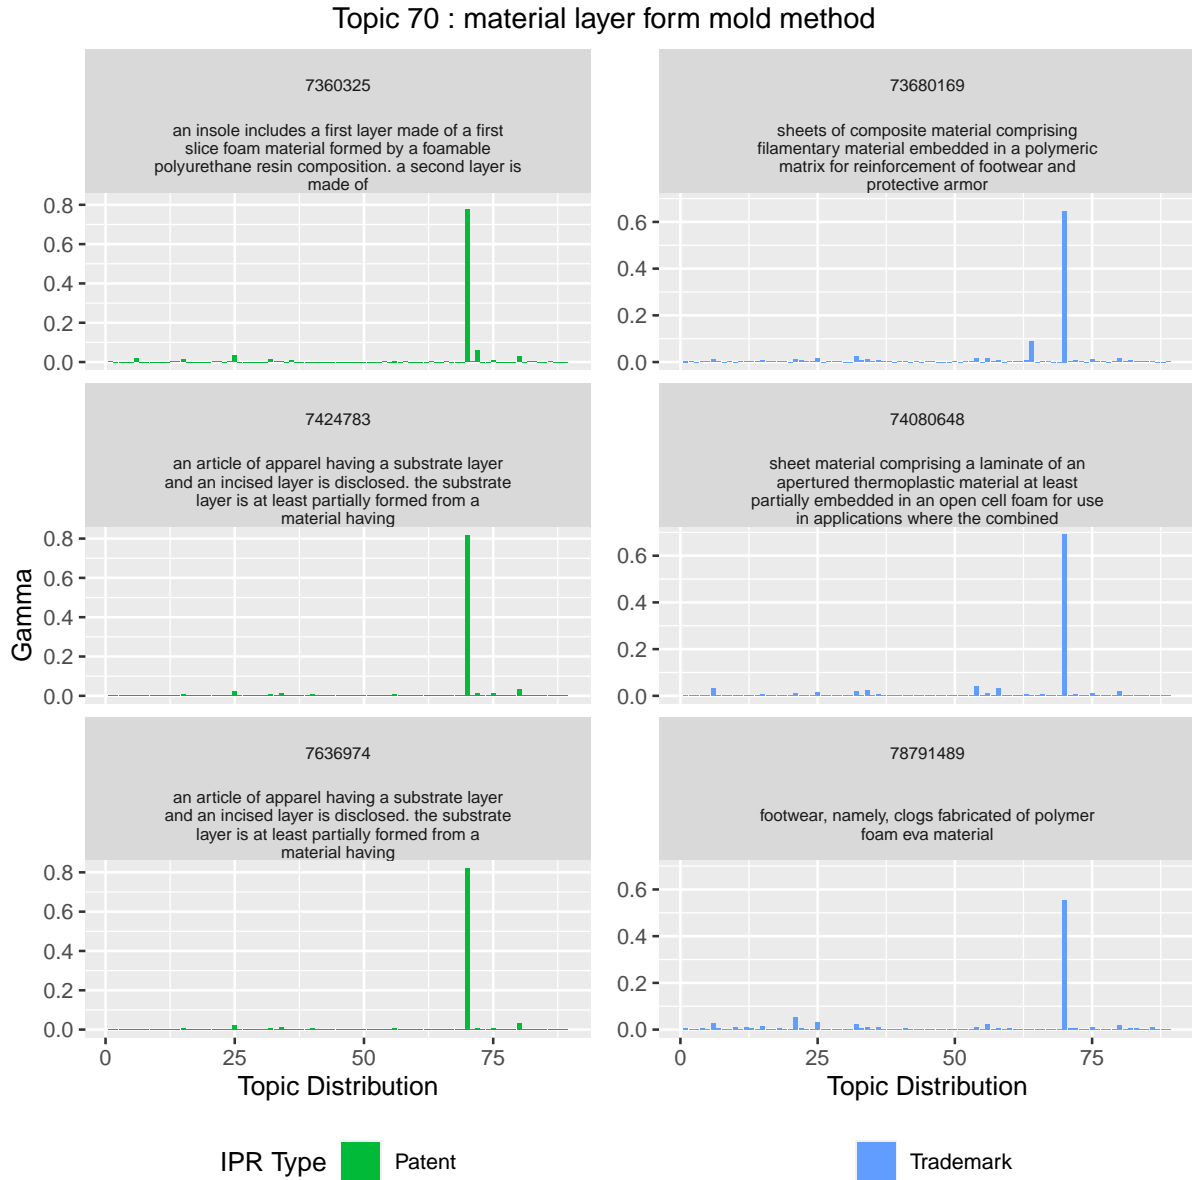 Topic 70 : material layer form mold method
7360325
an insole includes a first layer made of a first
slice foam material formed by a foamable
polyurethane resin composition. a second layer is
made of
0.8
0.6
0.4
0.2
0.0
73680169
sheets of composite material comprising
filamentary material embedded in a polymeric
matrix for reinforcement of footwear and
protective armor
0.6
0.4
0.2
0.0
7424783
an article of apparel having a substrate layer
and an incised layer is disclosed. the substrate
layer is at least partially formed from a
material having
0.8
0.6
0.4
0.2
0.0
74080648
sheet material comprising a laminate of an
apertured thermoplastic material at least
partially embedded in an open cell foam for use
in applications where the combined
0.6
0.4
0.2
0.0
Gamma
7636974
an article of apparel having a substrate layer
and an incised layer is disclosed. the substrate
layer is at least partially formed from a
material having
0.8
0.6
0.4
0.2
0.0
0 25 50 75
Topic Distribution
78791489
footwear, namely, clogs fabricated of polymer
foam eva material
0.6
0.4
0.2
0.0
0 25 50 75
Topic Distribution
IPR Type Patent Trademark